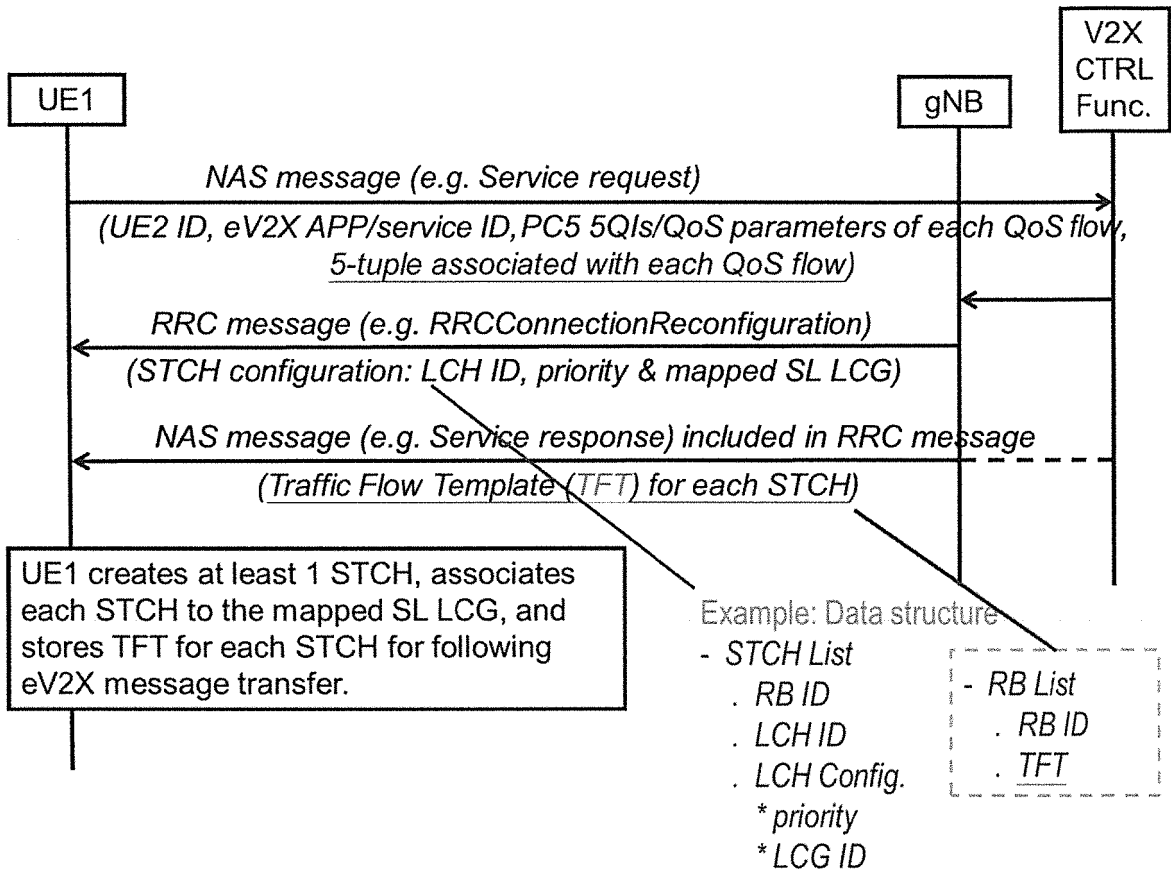 V2X
CTRL
Func.
UE1
gNB
NAS message (e.g. Service request)
(UE2 ID, eV2X APP/service ID, PC5 5QIs/QoS parameters of each QoS flow,
5-tuple associated with each QoS flow)
RRC message (e.g. RRCConnectionReconfiguration)
(STCH configuration: LCH ID, priority & mapped SL LCG)
NAS message (e.g. Service response) included in RRC message
(Traffic Flow Template (TFT) for each STCH)
UE1 creates at least 1 STCH, associates
each STCH to the mapped SL LCG, and
stores TFT for each STCH for following
eV2X message transfer.
Example: Data structure
- STCH List
. RB ID
. LCH ID
. LCH Config.
* priority
* LCG ID
- RB List
. RB ID
. TFT